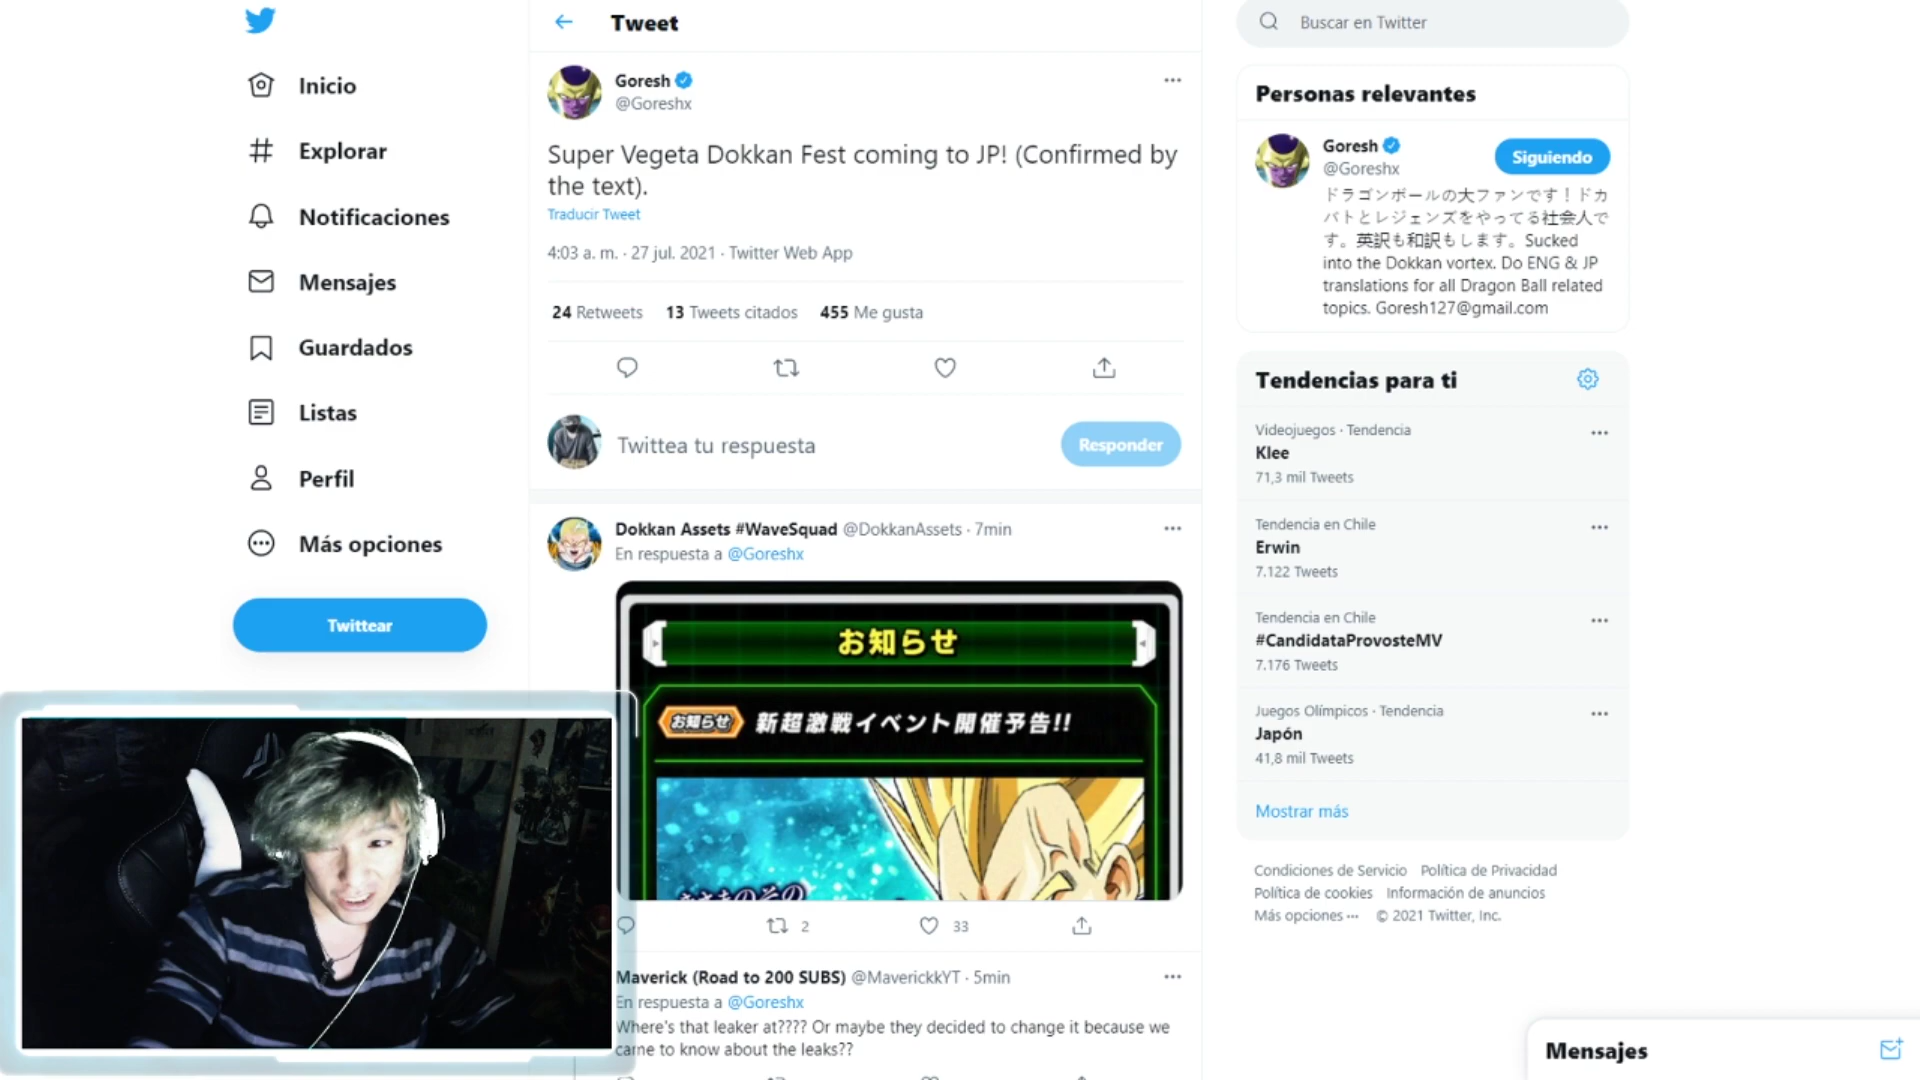 Inicio
Explorar
Notificaciones
Mensajes
Guardados
Listas
Perfil
Más opciones
Twittear
Tweet
Goresh
@Goreshx
Super Vegeta Dokkan Fest coming to JP! (Confirmed by
the text).
Traducir Tweet
4:03 a. m. · 27 jul. 2021 · Twitter Web App
24 Retweets 13 Tweets citados 455 Me gusta
Twittea tu respuesta
Responder
Dokkan Assets #WaveSquad @DokkanAssets · 7min
En respuesta a @Goreshx
お知らせ
お知らせ 新超激戦イベント開催予告!!
2 33
Maverick (Road to 200 SUBS) @MaverickkYT · 5min
En respuesta a @Goreshx
Where's that leaker at???? Or maybe they decided to change it because we
came to know about the leaks??
Buscar en Twitter
Personas relevantes
Goresh
@Goreshx
Siguiendo
ドラゴンボールの大ファンです！ドカ
バトとレジェンズをやってる社会人で
す。英訳も和訳もします。Sucked
into the Dokkan vortex. Do ENG & JP
translations for all Dragon Ball related
topics. Goresh127@gmail.com
Tendencias para ti
Videojuegos · Tendencia
Klee
71,3 mil Tweets
Tendencia en Chile
Erwin
7.122 Tweets
Tendencia en Chile
#CandidataProvosteMV
7.176 Tweets
Juegos Olímpicos · Tendencia
Japón
41,8 mil Tweets
Mostrar más
Condiciones de Servicio Política de Privacidad
Política de cookies Información de anuncios
Más opciones ··· © 2021 Twitter, Inc.
Mensajes